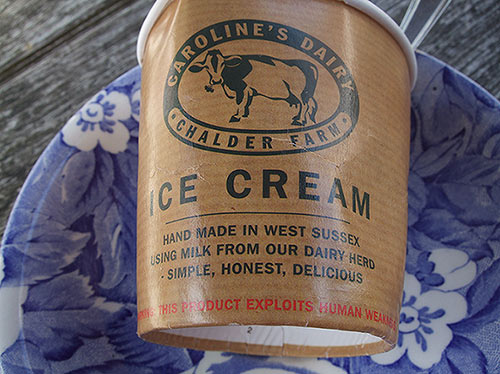 CAROLINE'S DAIRY
· CHALDER FARM ·
ICE CREAM
HAND MADE IN WEST SUSSEX
USING MILK FROM OUR DAIRY HERD
- SIMPLE, HONEST, DELICIOUS
THIS PRODUCT EXPLOITS HUMAN